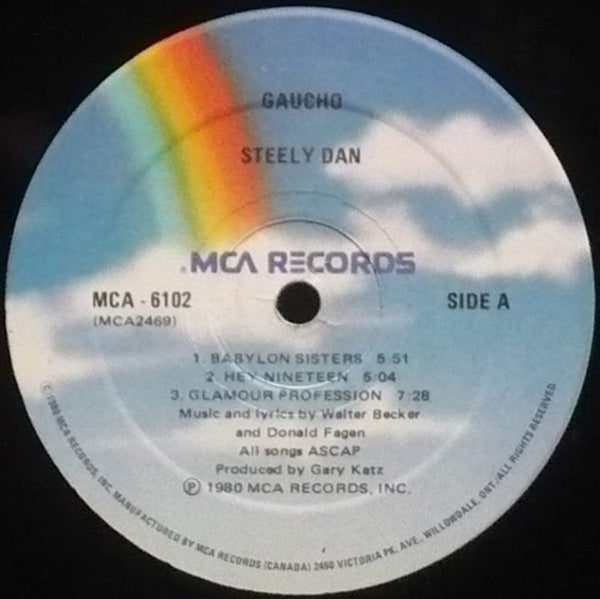 GAUCHO
STEELY DAN
MCA RECORDS
MCA - 6102
(MCA2469)
SIDE A
1. BABYLON SISTERS 5:51
2. HEY NINETEEN 5:04
3. GLAMOUR PROFESSION 7:28
Music and lyrics by Walter Becker
and Donald Fagen
All songs ASCAP
Produced by Gary Katz
℗ 1980 MCA RECORDS, INC.
© 1980 MCA RECORDS, INC. MANUFACTURED BY MCA RECORDS (CANADA) 2450 VICTORIA PK. AVE., WILLOWDALE, ONT. ALL RIGHTS RESERVED